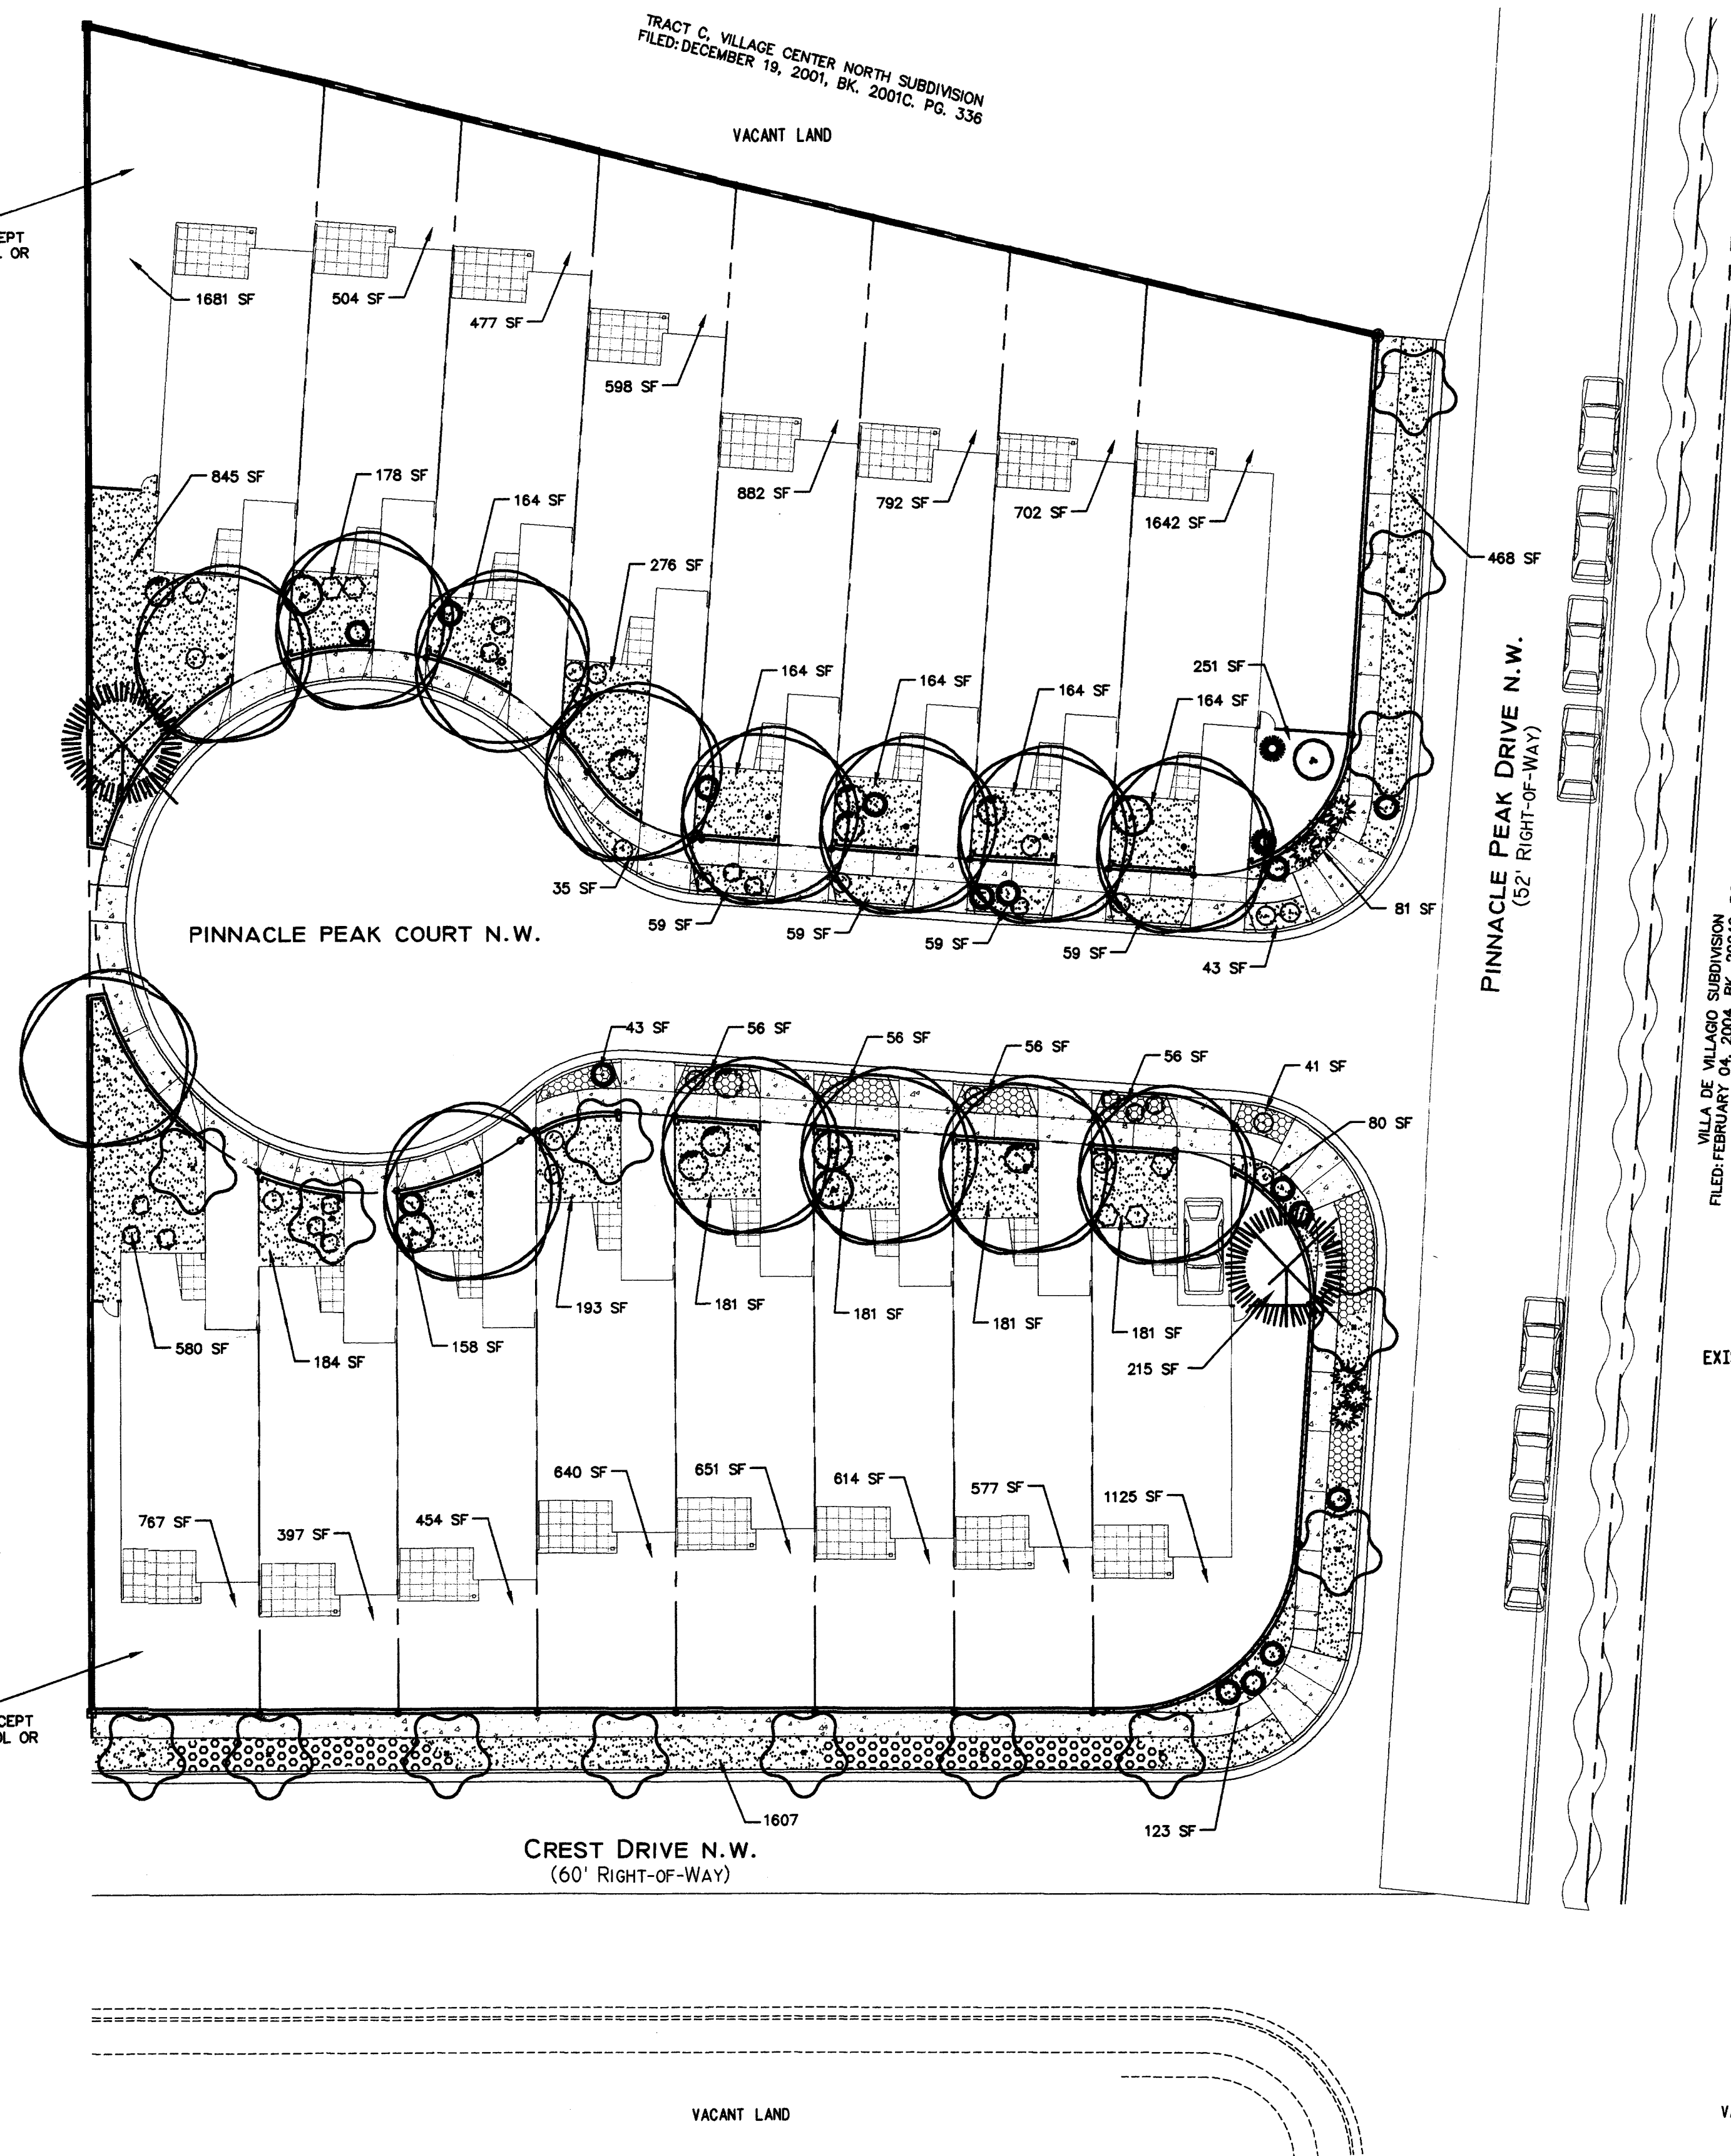 TRACT C, VILLAGE CENTER NORTH SUBDIVISION
FILED: DECEMBER 19, 2001, BK. 2001C. PG. 336
VACANT LAND
EPT
OR
1681 SF
504 SF
477 SF
598 SF
882 SF
792 SF
702 SF
1642 SF
845 SF
178 SF
164 SF
276 SF
164 SF
164 SF
164 SF
164 SF
251 SF
468 SF
35 SF
59 SF
59 SF
59 SF
59 SF
43 SF
81 SF
PINNACLE PEAK COURT N.W.
PINNACLE PEAK DRIVE N.W.
(52' RIGHT-OF-WAY)
VILLA DE VILLAGIO SUBDIVISION
FILED: FEBRUARY 04, 2004, BK.
43 SF
56 SF
56 SF
56 SF
56 SF
41 SF
80 SF
580 SF
184 SF
158 SF
193 SF
181 SF
181 SF
181 SF
181 SF
215 SF
EXI
767 SF
397 SF
454 SF
640 SF
651 SF
614 SF
577 SF
1125 SF
CEPT
OL OR
1607
123 SF
CREST DRIVE N.W.
(60' RIGHT-OF-WAY)
VACANT LAND